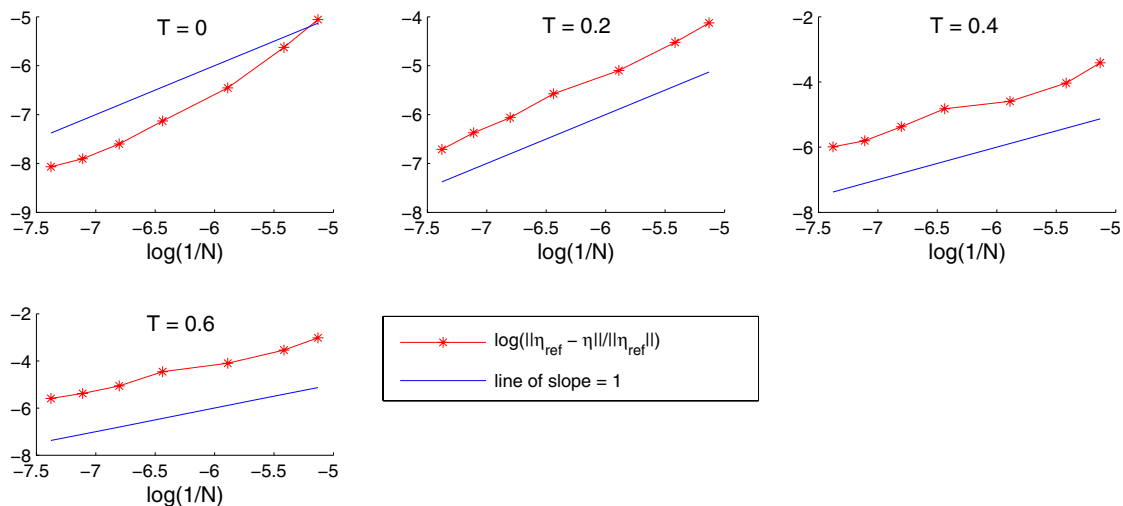 T = 0
−5
−6
−7
−8
−9
−7.5 −7 −6.5 −6 −5.5 −5
log(1/N)
T = 0.2
−4
−5
−6
−7
−8
−7.5 −7 −6.5 −6 −5.5 −5
log(1/N)
T = 0.4
−2
−4
−6
−8
−7.5 −7 −6.5 −6 −5.5 −5
log(1/N)
T = 0.6
−2
−4
−6
−8
−7.5 −7 −6.5 −6 −5.5 −5
log(1/N)
log(||η_ref − η||/||η_ref||)
line of slope = 1